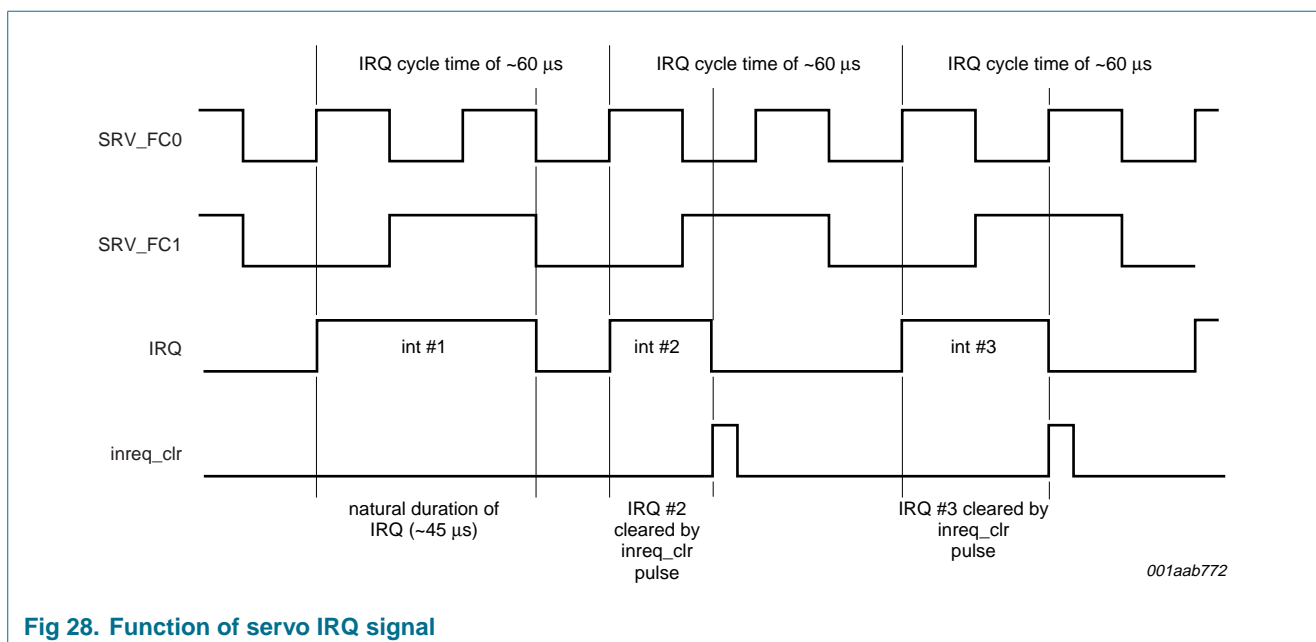 IRQ cycle time of ~60 μs
IRQ cycle time of ~60 μs
IRQ cycle time of ~60 μs
SRV_FC0
SRV_FC1
IRQ
int #1
int #2
int #3
inreq_clr
natural duration of
IRQ (~45 μs)
IRQ #2
cleared by
inreq_clr
pulse
IRQ #3 cleared by
inreq_clr
pulse
001aab772
Fig 28. Function of servo IRQ signal